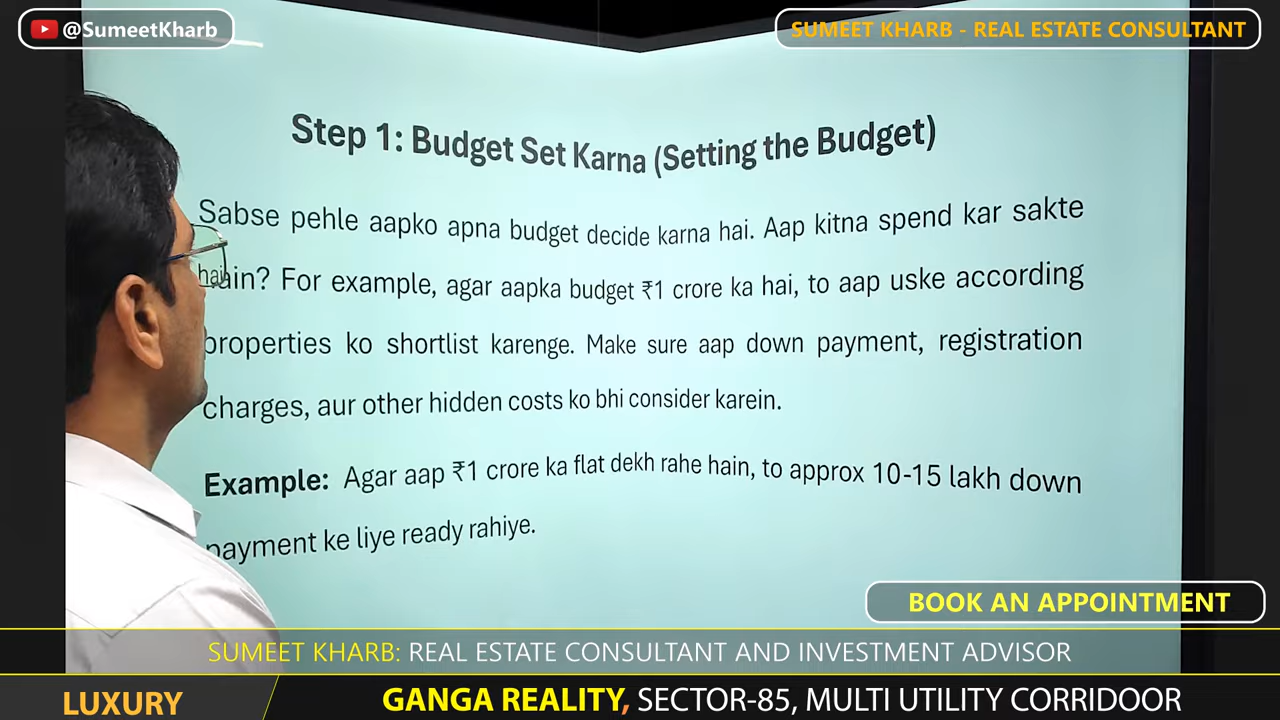 @SumeetKharb
SUMEET KHARB - REAL ESTATE CONSULTANT
Step 1: Budget Set Karna (Setting the Budget)
Sabse pehle aapko apna budget decide karna hai. Aap kitna spend kar sakte
hain? For example, agar aapka budget ₹1 crore ka hai, to aap uske according
properties ko shortlist karenge. Make sure aap down payment, registration
charges, aur other hidden costs ko bhi consider karein.
Example: Agar aap ₹1 crore ka flat dekh rahe hain, to approx 10-15 lakh down
payment ke liye ready rahiye.
BOOK AN APPOINTMENT
SUMEET KHARB: REAL ESTATE CONSULTANT AND INVESTMENT ADVISOR
LUXURY
GANGA REALITY, SECTOR-85, MULTI UTILITY CORRIDOOR